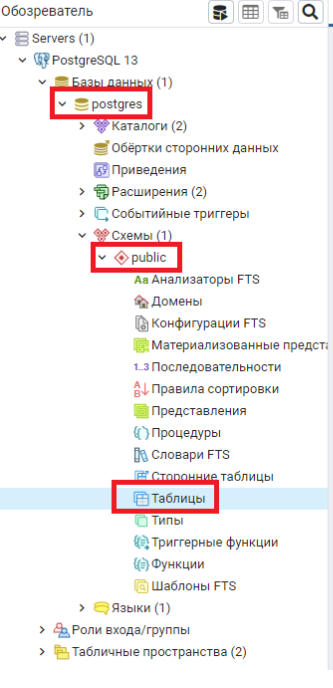 Обозреватель
Servers (1)
PostgreSQL 13
Базы данных (1)
postgres
Каталоги (2)
Обёртки сторонних данных
Приведения
Расширения (2)
Событийные триггеры
Схемы (1)
public
Анализаторы FTS
Домены
Конфигурации FTS
Материализованные предста
1..3 Последовательности
Правила сортировки
Представления
Процедуры
Словари FTS
Сторонние таблицы
Таблицы
Типы
Триггерные функции
Функции
Шаблоны FTS
Языки (1)
Роли входа/группы
Табличные пространства (2)